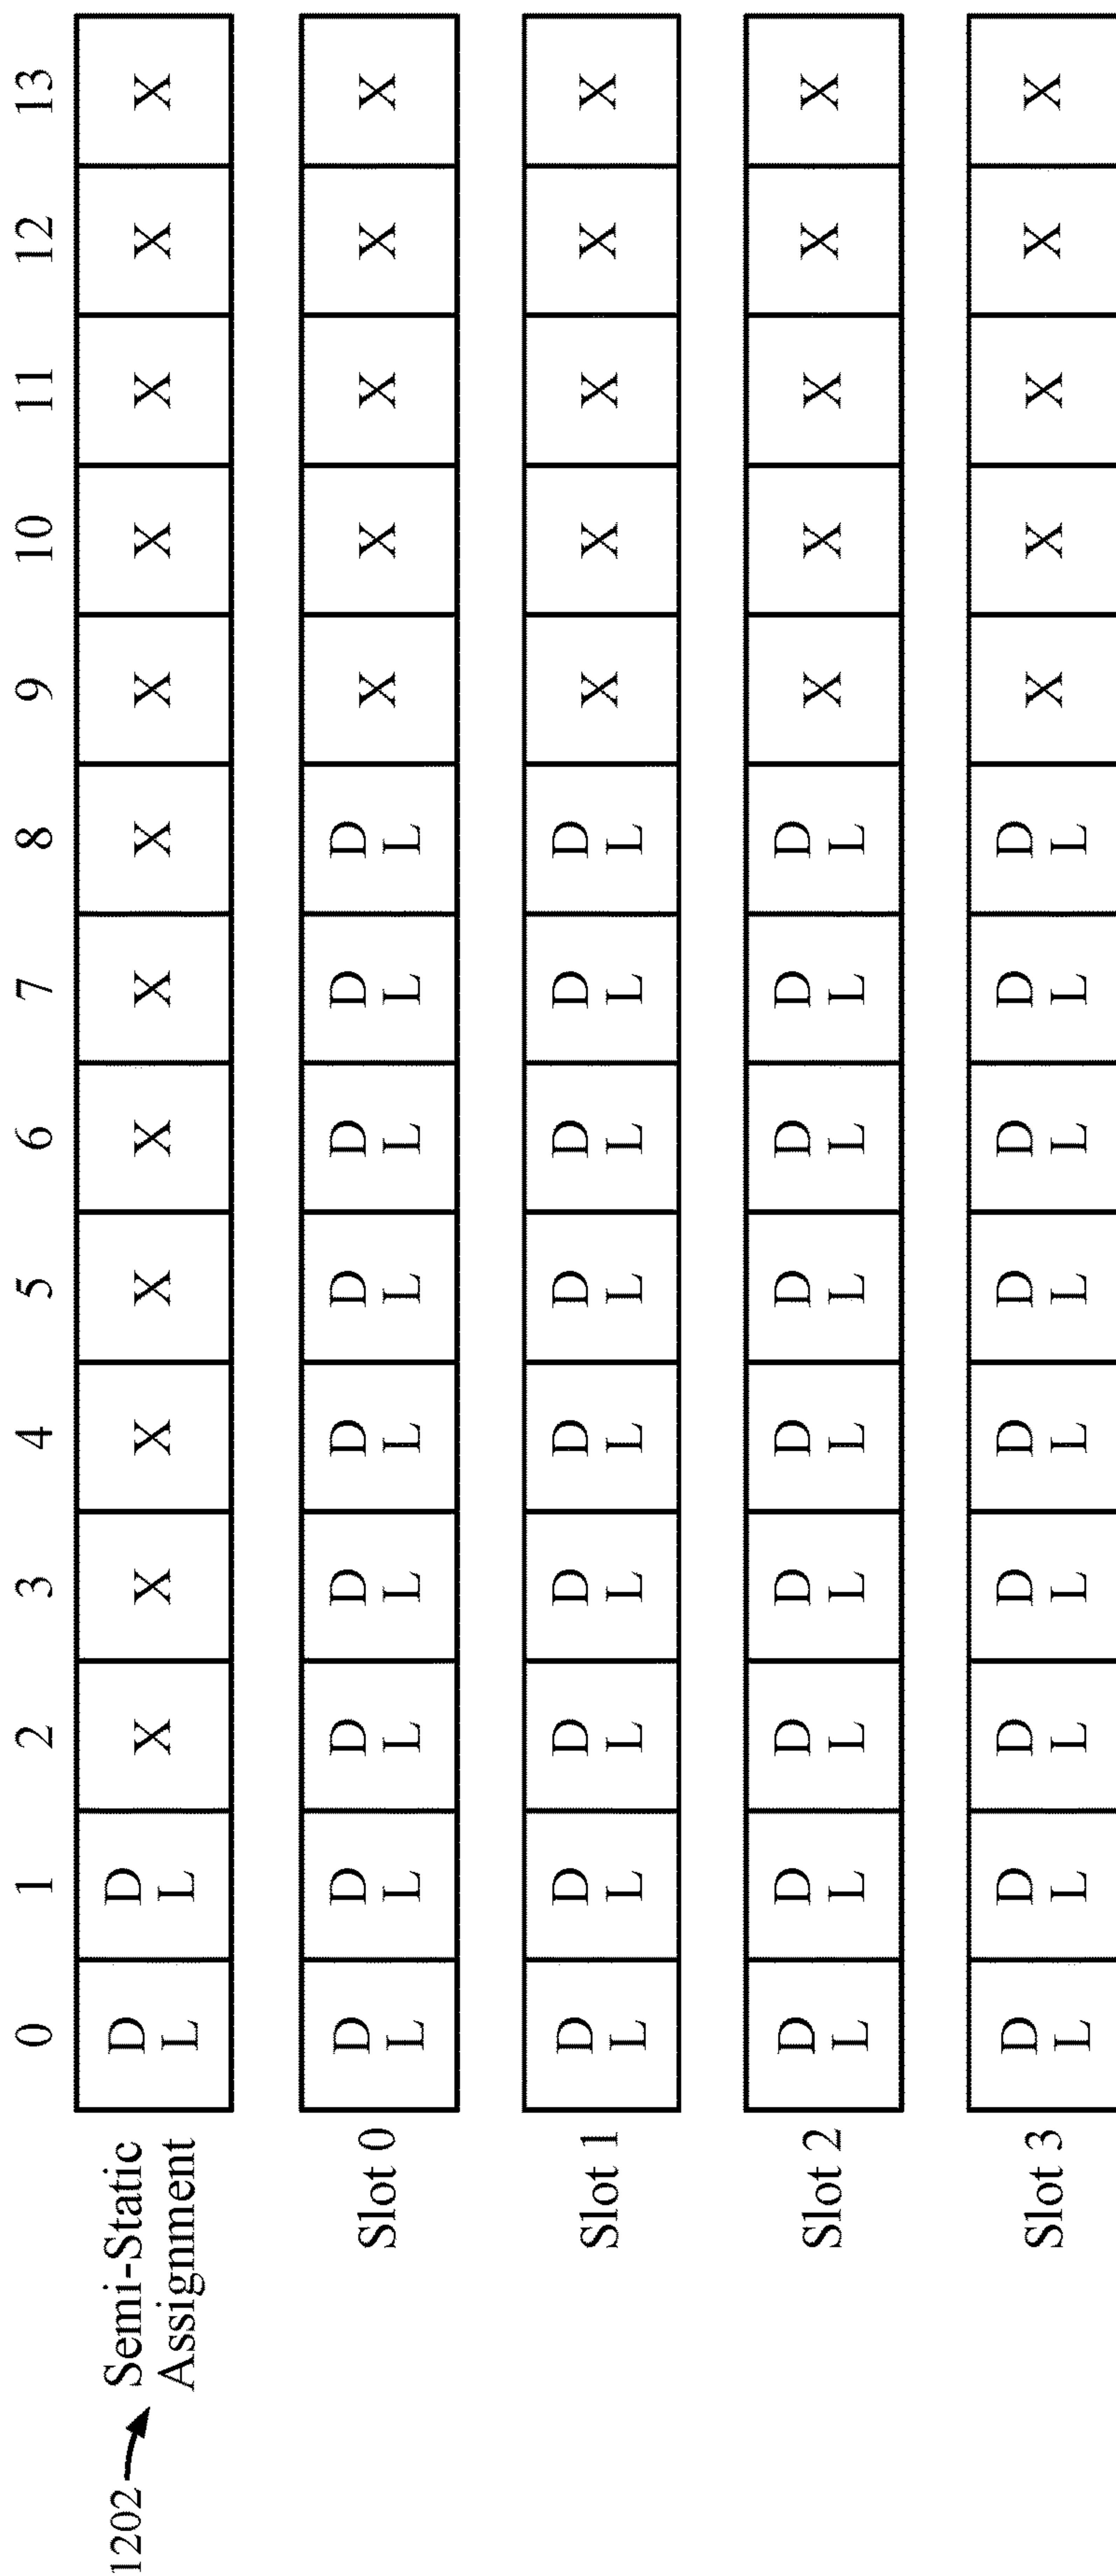 0 1 2 3 4 5 6 7 8 9 10 11 12 13
1202
Semi-Static
Assignment
DL DL X X X X X X X X X X X X
Slot 0 DL DL DL DL DL DL DL DL DL X X X X X
Slot 1 DL DL DL DL DL DL DL DL DL X X X X X
Slot 2 DL DL DL DL DL DL DL DL DL X X X X X
Slot 3 DL DL DL DL DL DL DL DL DL X X X X X